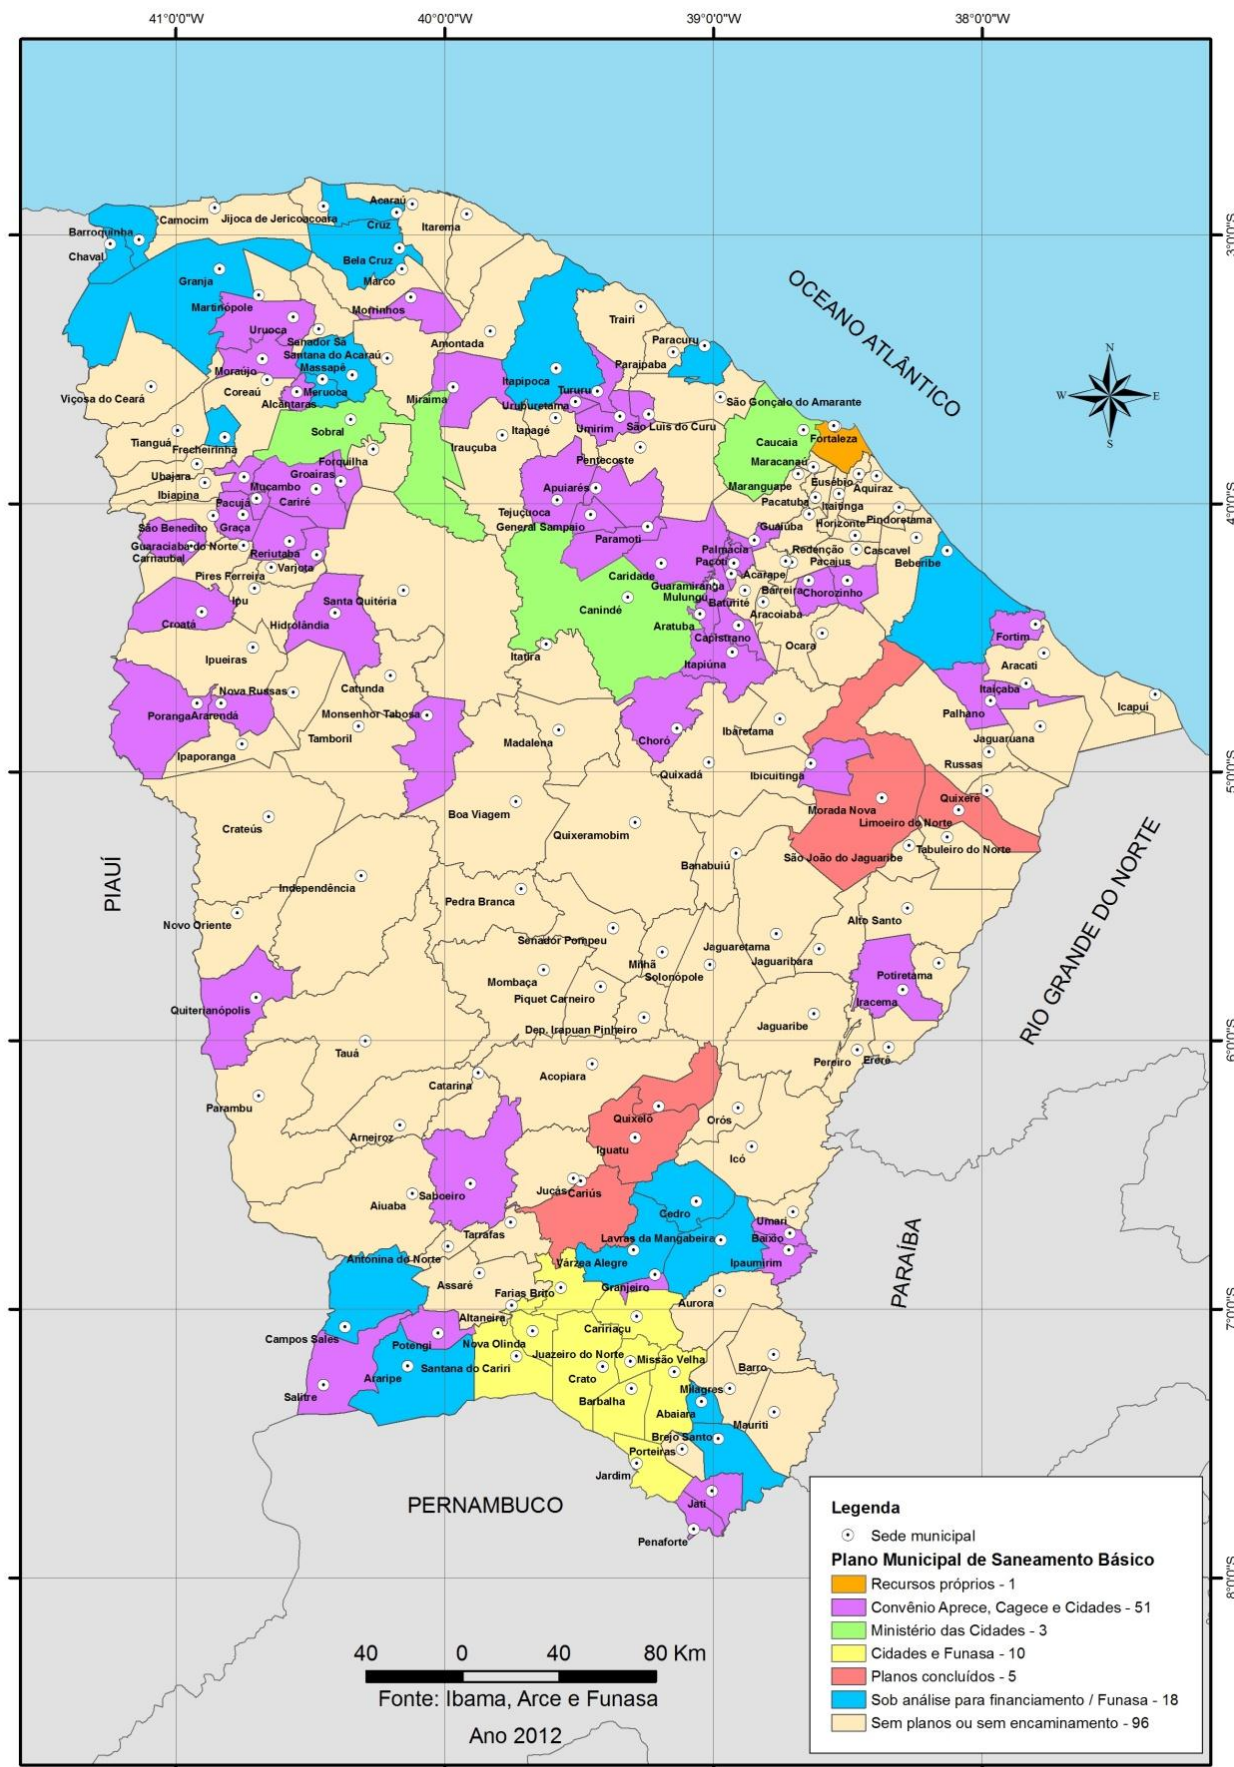 41°0'0"W 40°0'0"W 39°0'0"W 38°0'0"W
Acaraú
Camocim
Jijoca de Jericoacoara
Cruz
Itarema
Barroquinha
3°0'0"S
Chaval
Bela Cruz
Granja
Marco
OCEANO ATLÂNTICO
Martinópole
Morrinhos
Trairi
Uruoca
Senador Sá
Amontada
Paracuru
Santana do Acaraú
Paraipaba
N
W
E
S
Massapé
Moraújo
Itapipoca
Coreaú
Meruoca
Tururu
Viçosa do Ceará
Alcântaras
Miraíma
Uruburetama
São Gonçalo do Amarante
Umirim
São Luis do Curu
Sobral
Itapagé
Tianguá
Irauçuba
Caucaia
Fortaleza
Frecheirinha
Forquilha
Pentecoste
Maracanaú
Ubajara
Groaíras
Maranguape
Eusébio
Aquiraz
Mucambo
Apuiarés
Ibiapina
Cariré
Pacatuba
Itaitinga
Pacujá
Tejuçuoca
4°0'0"S
São Benedito
Graça
General Sampaio
Guaiúba
Horizonte
Pindoretama
Guaraciaba do Norte
Paramoti
Carnaubal
Reriutaba
Palmácia
Redenção
Cascavel
Varjota
Pacoti
Pacajus
Beberibe
Pires Ferreira
Caridade
Acarape
Ipu
Guaramiranga
Barreira
Chorozinho
Santa Quitéria
Mulungu
Canindé
Baturité
Aracoiaba
Croatá
Hidrolândia
Aratuba
Capistrano
Fortim
Ocara
Ipueiras
Itatira
Itapiúna
Aracati
Nova Russas
Catunda
Itaiçaba
Poranga
Ararendá
Monsenhor Tabosa
Palhano
Icapuí
Tamboril
Madalena
Choró
Ibaretama
Jaguaruana
Ipaporanga
Russas
Quixadá
Ibicuitinga
5°0'0"S
Quixeré
Boa Viagem
Morada Nova
Limoeiro do Norte
Crateús
Quixeramobim
Tabuleiro do Norte
São João do Jaguaribe
Banabuiú
PIAUÍ
Independência
Pedra Branca
Novo Oriente
Alto Santo
RIO GRANDE DO NORTE
Senador Pompeu
Jaguaretama
Milhã
Jaguaribara
Solonópole
Potiretama
Mombaça
Piquet Carneiro
Quiterianópolis
Iracema
Dep. Irapuan Pinheiro
Jaguaribe
6°0'0"S
Tauá
Ererê
Pereiro
Catarina
Acopiara
Parambu
Quixelô
Orós
Arneiroz
Iguatu
Icó
Saboeiro
Jucás
Cariús
Aiuaba
Cedro
Umari
Tarrafas
Lavras da Mangabeira
Baixio
PARAÍBA
Antonina do Norte
Várzea Alegre
Ipaumirim
Assaré
Granjeiro
Farias Brito
Aurora
7°0'0"S
Altaneira
Campos Sales
Caririaçu
Potengi
Nova Olinda
Juazeiro do Norte
Missão Velha
Santana do Cariri
Barro
Araripe
Crato
Salitre
Milagres
Barbalha
Abaiara
Mauriti
Brejo Santo
Porteiras
Jardim
PERNAMBUCO
Jati
Penaforte
8°0'0"S
Legenda
Sede municipal
Plano Municipal de Saneamento Básico
Recursos próprios - 1
Convênio Aprece, Cagece e Cidades - 51
Ministério das Cidades - 3
Cidades e Funasa - 10
Planos concluídos - 5
Sob análise para financiamento / Funasa - 18
Sem planos ou sem encaminamento - 96
40 0 40 80 Km
Fonte: Ibama, Arce e Funasa
Ano 2012